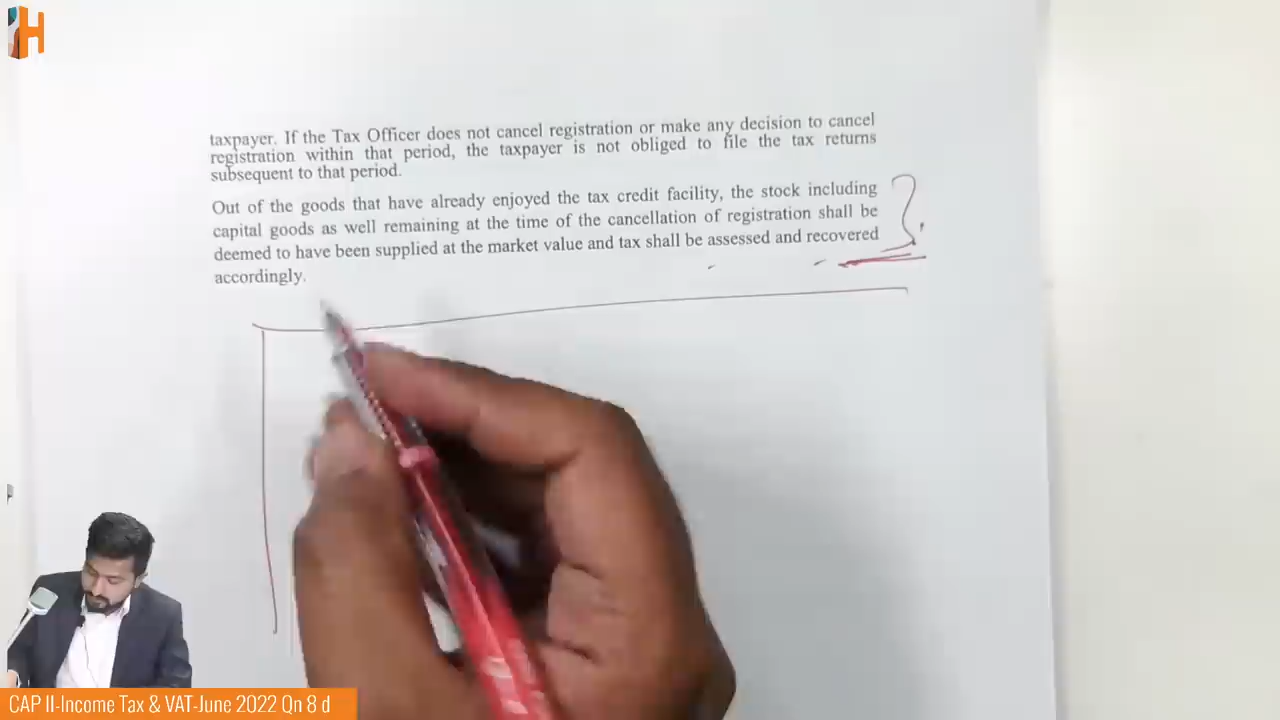 H
taxpayer. If the Tax Officer does not cancel registration or make any decision to cancel
registration within that period, the taxpayer is not obliged to file the tax returns
subsequent to that period.
Out of the goods that have already enjoyed the tax credit facility, the stock including
capital goods as well remaining at the time of the cancellation of registration shall be
deemed to have been supplied at the market value and tax shall be assessed and recovered
accordingly.
CAP II-Income Tax & VAT-June 2022 Qn 8 d